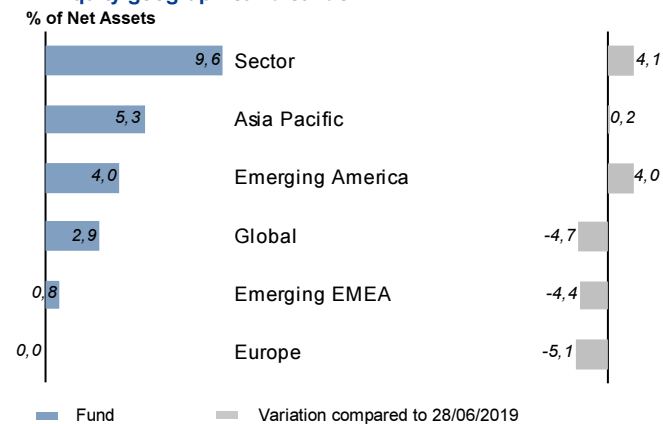 % of Net Assets
9,6 Sector 4,1
5,3 Asia Pacific 0,2
4,0 Emerging America 4,0
2,9 Global -4,7
0,8 Emerging EMEA -4,4
0,0 Europe -5,1
Fund Variation compared to 28/06/2019